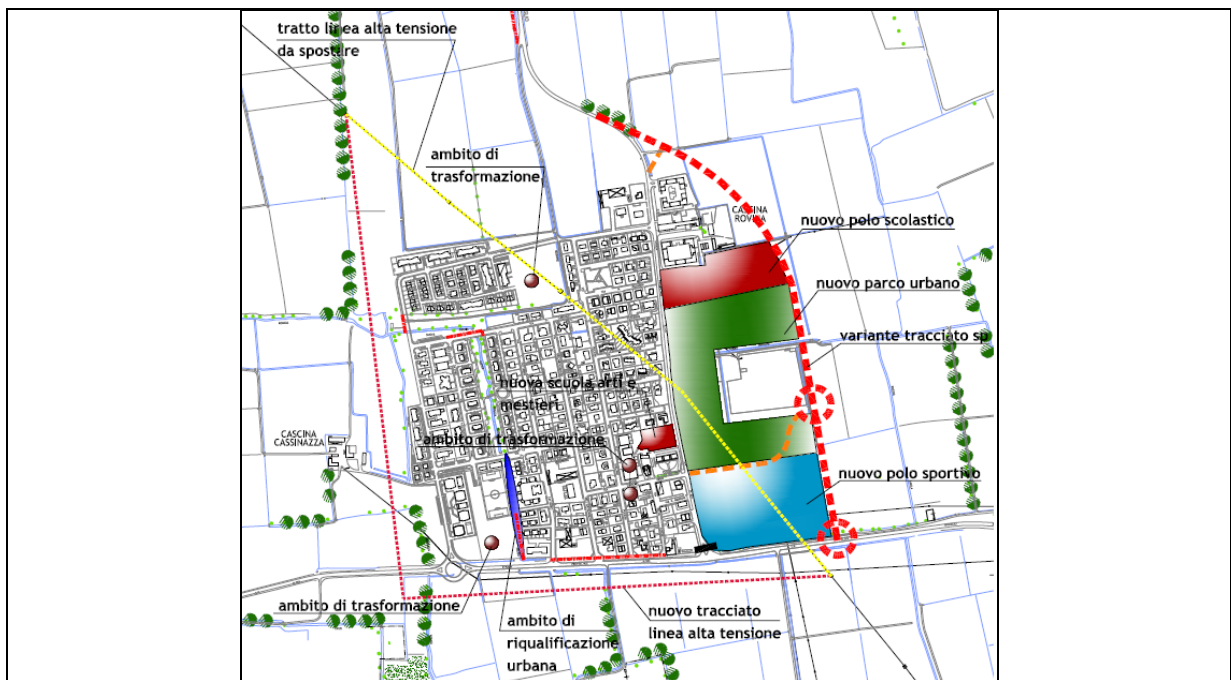 tratto linea alta tensione
da spostare
ambito di
trasformazione
CASCINA
ROVIDA
nuovo polo scolastico
nuovo parco urbano
variante tracciato sp
nuova scuola arti e
mestieri
ambito di trasformazione
CASCINA
CASSINAZZA
nuovo polo sportivo
ambito di trasformazione
ambito di
riqualificazione
urbana
nuovo tracciato
linea alta tensione